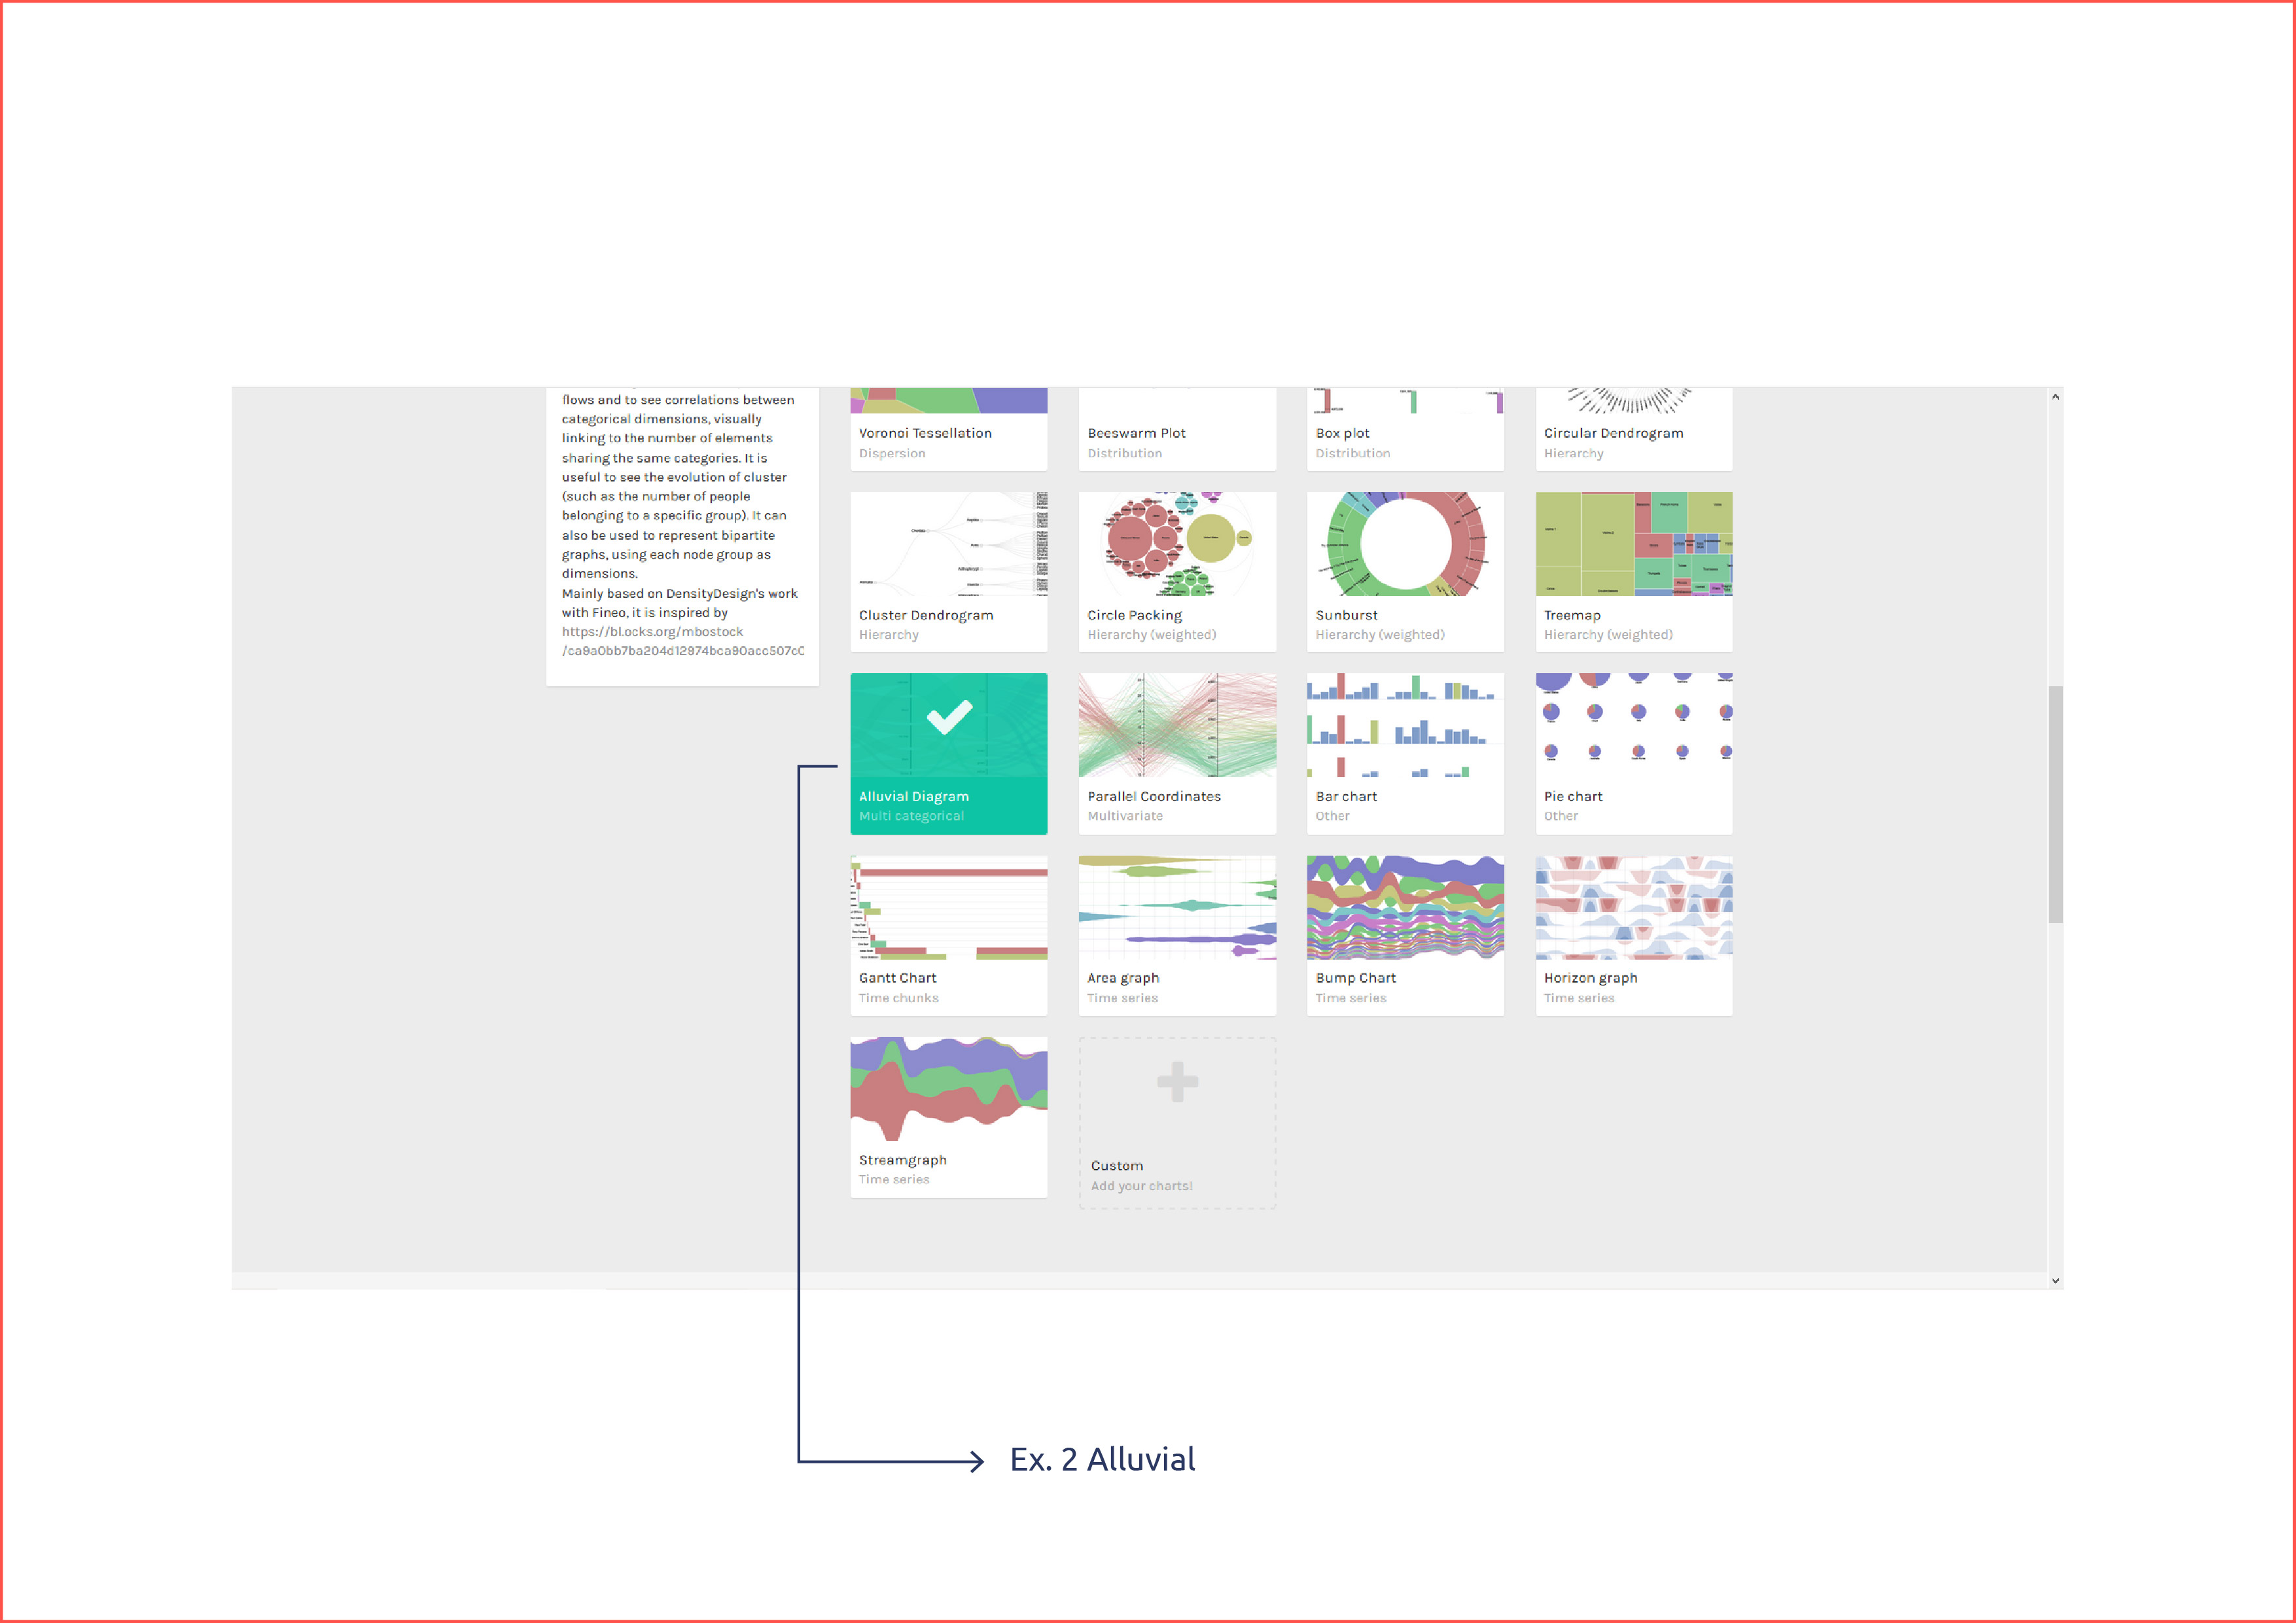 flows and to see correlations between
categorical dimensions, visually
linking to the number of elements
sharing the same categories. It is
useful to see the evolution of cluster
(such as the number of people
belonging to a specific group). It can
also be used to represent bipartite
graphs, using each node group as
dimensions.
Mainly based on DensityDesign's work
with Fineo, it is inspired by
https://bl.ocks.org/mbostock
/ca9a0bb7ba204d12974bca90acc507c0
Voronoi Tessellation
Dispersion
Beeswarm Plot
Distribution
Box plot
Distribution
Circular Dendrogram
Hierarchy
Cluster Dendrogram
Hierarchy
Circle Packing
Hierarchy (weighted)
Sunburst
Hierarchy (weighted)
Treemap
Hierarchy (weighted)
Alluvial Diagram
Multi categorical
Parallel Coordinates
Multivariate
Bar chart
Other
Pie chart
Other
Gantt Chart
Time chunks
Area graph
Time series
Bump Chart
Time series
Horizon graph
Time series
Streamgraph
Time series
Custom
Add your charts!
Ex. 2 Alluvial